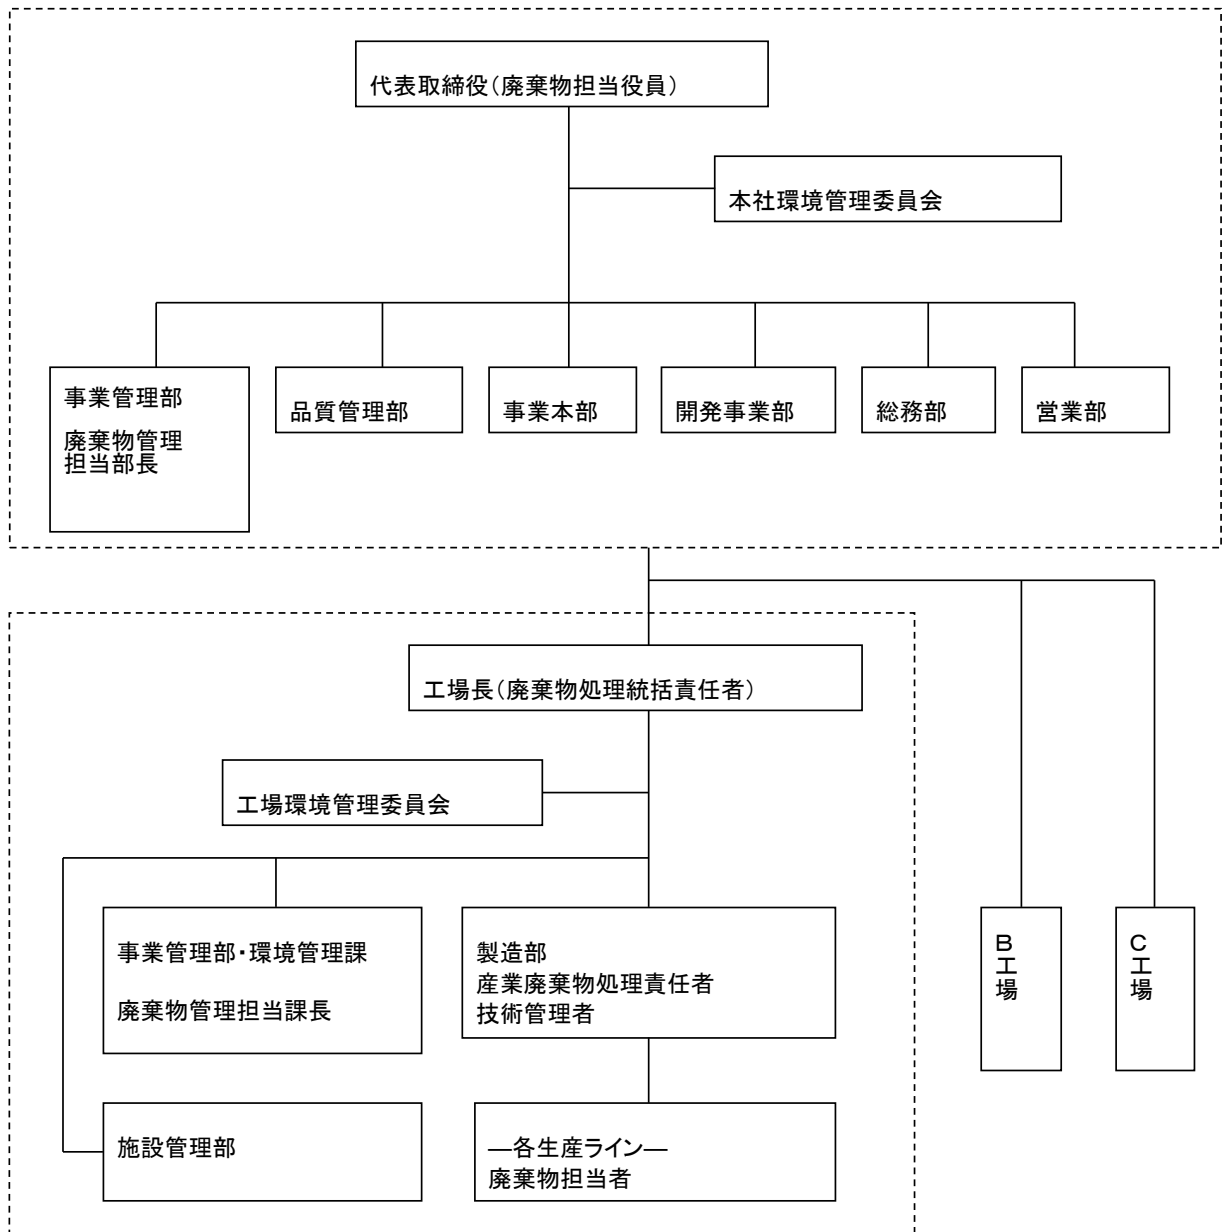 代表取締役(廃棄物担当役員)
本社環境管理委員会
事業管理部
廃棄物管理
担当部長
品質管理部
事業本部
開発事業部
総務部
営業部
工場長(廃棄物処理統括責任者)
工場環境管理委員会
事業管理部・環境管理課
廃棄物管理担当課長
製造部
産業廃棄物処理責任者
技術管理者
B工場
C工場
施設管理部
―各生産ライン―
廃棄物担当者